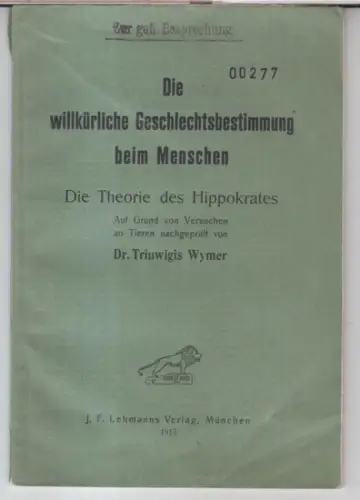 Zur gefl. Besprechung
00277
Die
willkürliche Geschlechtsbestimmung
beim Menschen
Die Theorie des Hippokrates
Auf Grund von Versuchen
an Tieren nachgeprüft von
Dr. Triuwigis Wymer
J. F. Lehmanns Verlag, München